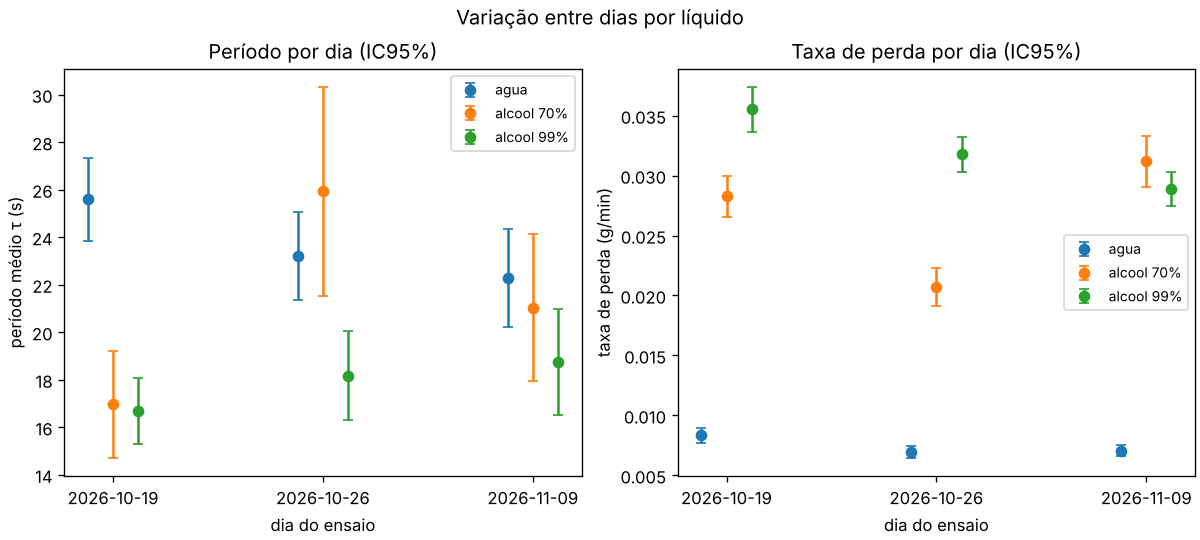 Variação entre dias por líquido
Período por dia (IC95%)
período médio τ (s)
30
28
26
24
22
20
18
16
14
agua
alcool 70%
alcool 99%
2026-10-19
2026-10-26
2026-11-09
dia do ensaio
Taxa de perda por dia (IC95%)
taxa de perda (g/min)
0.035
0.030
0.025
0.020
0.015
0.010
0.005
agua
alcool 70%
alcool 99%
2026-10-19
2026-10-26
2026-11-09
dia do ensaio